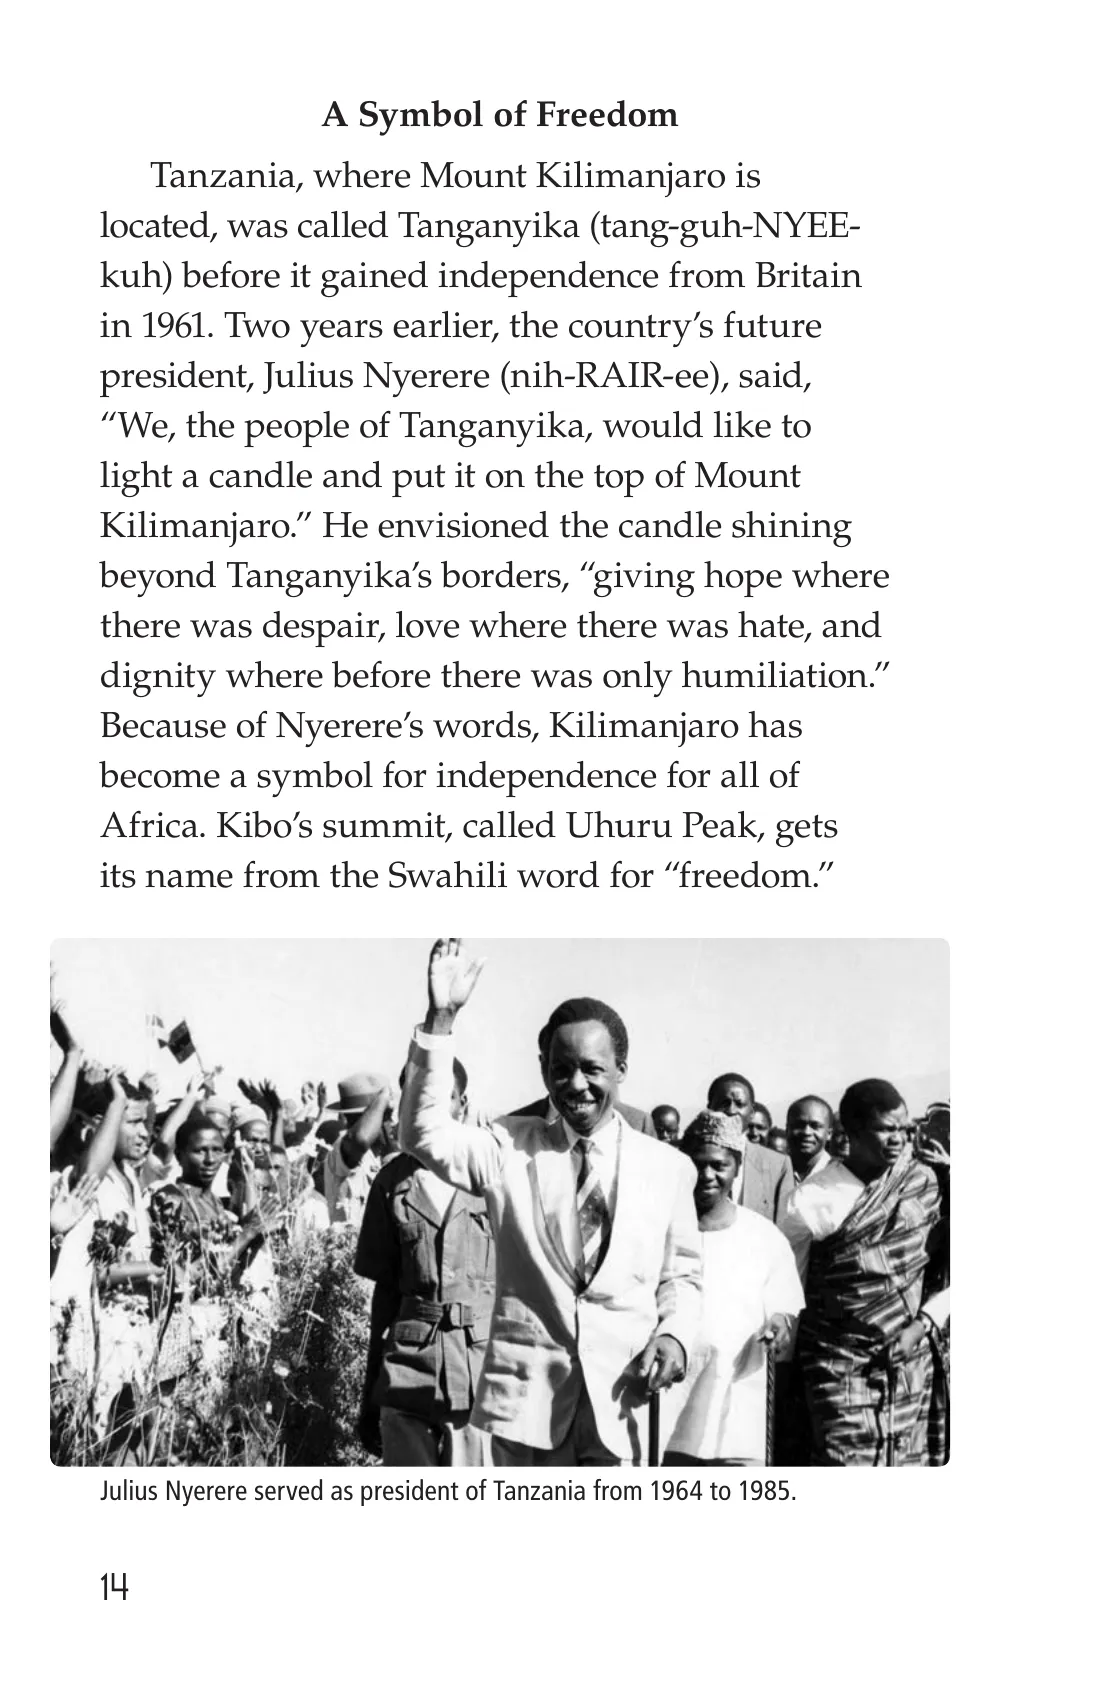 A Symbol of Freedom
Tanzania, where Mount Kilimanjaro is
located, was called Tanganyika (tang-guh-NYEE-
kuh) before it gained independence from Britain
in 1961. Two years earlier, the country’s future
president, Julius Nyerere (nih-RAIR-ee), said,
“We, the people of Tanganyika, would like to
light a candle and put it on the top of Mount
Kilimanjaro.” He envisioned the candle shining
beyond Tanganyika’s borders, “giving hope where
there was despair, love where there was hate, and
dignity where before there was only humiliation.”
Because of Nyerere’s words, Kilimanjaro has
become a symbol for independence for all of
Africa. Kibo’s summit, called Uhuru Peak, gets
its name from the Swahili word for “freedom.”
Julius Nyerere served as president of Tanzania from 1964 to 1985.
14